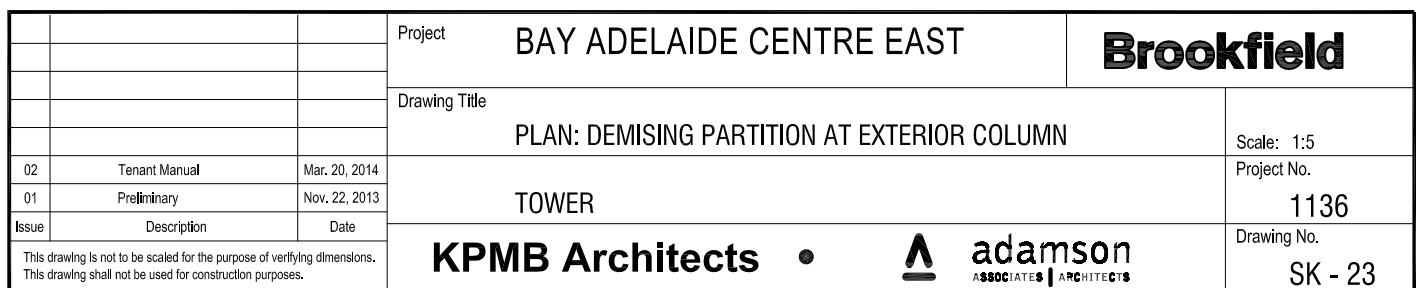 Project
BAY ADELAIDE CENTRE EAST
Brookfield
Drawing Title
PLAN: DEMISING PARTITION AT EXTERIOR COLUMN
Scale: 1:5
02 Tenant Manual Mar. 20, 2014
Project No.
01 Preliminary Nov. 22, 2013
TOWER
1136
Issue Description Date
This drawing is not to be scaled for the purpose of verifying dimensions.
This drawing shall not be used for construction purposes.
KPMB Architects •
adamson
ASSOCIATES ARCHITECTS
Drawing No.
SK - 23